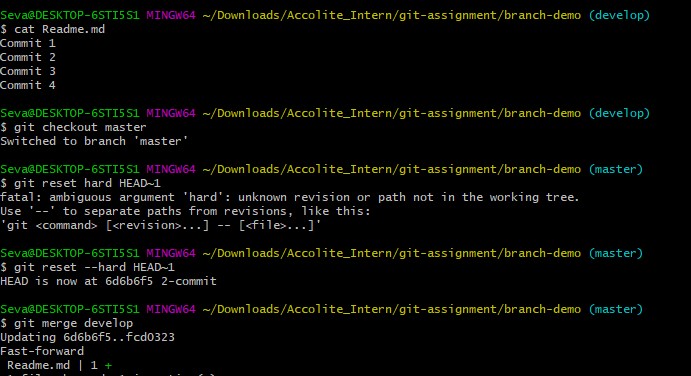 Seva@DESKTOP-6STI5S1 MINGW64 ~/Downloads/Accolite_Intern/git-assignment/branch-demo (develop)
$ cat Readme.md
Commit 1
Commit 2
Commit 3
Commit 4
Seva@DESKTOP-6STI5S1 MINGW64 ~/Downloads/Accolite_Intern/git-assignment/branch-demo (develop)
$ git checkout master
Switched to branch 'master'
Seva@DESKTOP-6STI5S1 MINGW64 ~/Downloads/Accolite_Intern/git-assignment/branch-demo (master)
$ git reset hard HEAD~1
fatal: ambiguous argument 'hard': unknown revision or path not in the working tree.
Use '--' to separate paths from revisions, like this:
'git <command> [<revision>...] -- [<file>...]'
Seva@DESKTOP-6STI5S1 MINGW64 ~/Downloads/Accolite_Intern/git-assignment/branch-demo (master)
$ git reset --hard HEAD~1
HEAD is now at 6d6b6f5 2-commit
Seva@DESKTOP-6STI5S1 MINGW64 ~/Downloads/Accolite_Intern/git-assignment/branch-demo (master)
$ git merge develop
Updating 6d6b6f5..fcd0323
Fast-forward
Readme.md | 1 +